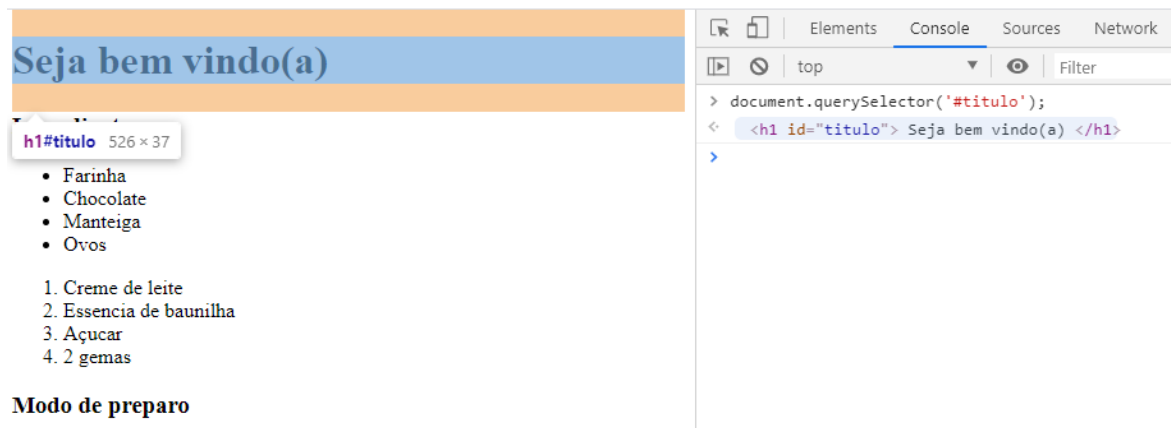 Seja bem vindo(a)
h1#titulo 526 × 37
• Farinha
• Chocolate
• Manteiga
• Ovos
1. Creme de leite
2. Essencia de baunilha
3. Açucar
4. 2 gemas
Modo de preparo
Elements Console Sources Network
top Filter
> document.querySelector('#titulo');
<h1 id="titulo"> Seja bem vindo(a) </h1>
>